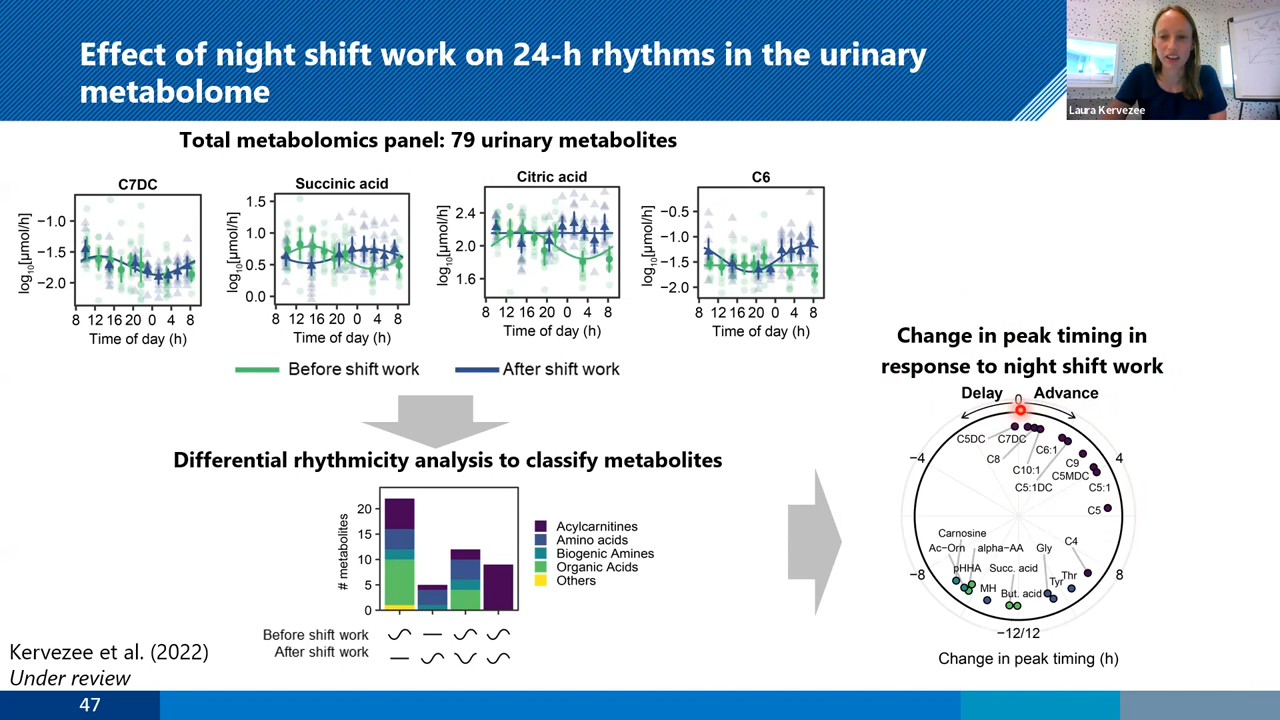 Effect of night shift work on 24-h rhythms in the urinary
metabolome
Laura Kervezee
Total metabolomics panel: 79 urinary metabolites
C7DC
log10[µmol/h]
−1.0
−1.5
−2.0
8 12 16 20 0 4 8
Time of day (h)
Succinic acid
log10[µmol/h]
1.5
1.0
0.5
0.0
8 12 16 20 0 4 8
Time of day (h)
Citric acid
log10[µmol/h]
2.4
2.0
1.6
8 12 16 20 0 4 8
Time of day (h)
C6
log10[µmol/h]
−0.5
−1.0
−1.5
−2.0
8 12 16 20 0 4 8
Time of day (h)
Before shift work
After shift work
Differential rhythmicity analysis to classify metabolites
# metabolites
20
15
10
5
0
Acylcarnitines
Amino acids
Biogenic Amines
Organic Acids
Others
Before shift work
After shift work
Change in peak timing in
response to night shift work
Delay 0 Advance
−4
4
−8
8
−12/12
C5DC
C7DC
C8
C6:1
C10:1
C9
C5MDC
C5:1DC
C5:1
C5
C4
Carnosine
Ac−Orn
alpha−AA
Gly
pHHA
Succ. acid
Thr
Tyr
MH
But. acid
Change in peak timing (h)
Kervezee et al. (2022)
Under review
47